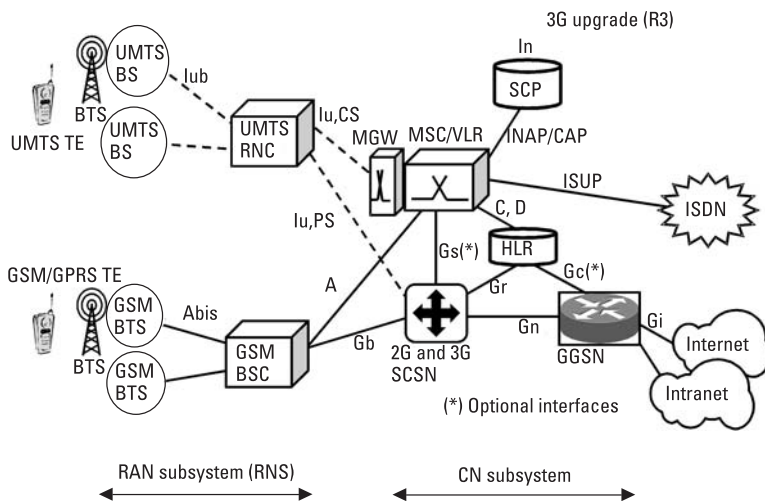 3G upgrade (R3)
In
SCP
UMTS
BS
BTS
UMTS TE
UMTS
BS
Iub
UMTS
RNC
Iu,CS
MGW
MSC/VLR
INAP/CAP
ISUP
ISDN
C, D
HLR
Iu,PS
Gs(*)
Gr
Gc(*)
GSM/GPRS TE
GSM
BTS
BTS
GSM
BTS
Abis
A
GSM
BSC
Gb
2G and 3G
SCSN
Gn
GGSN
Gi
Internet
Intranet
(*) Optional interfaces
RAN subsystem (RNS)
CN subsystem